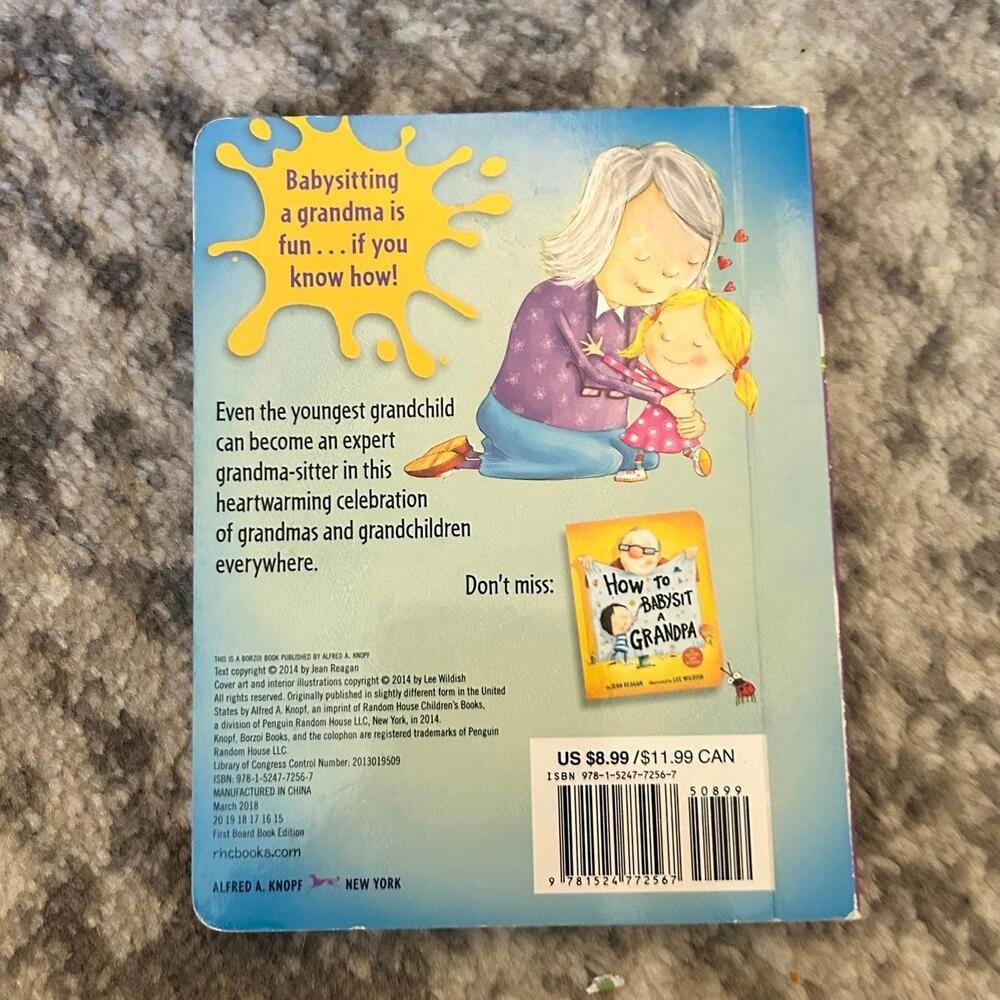 Babysitting
a grandma is
fun... if you
know how!
Even the youngest grandchild
can become an expert
grandma-sitter in this
heartwarming celebration
of grandmas and grandchildren
everywhere.
Don't miss:
HOW TO
BABYSIT
A
GRANDPA
by JEAN REAGAN illustrated by LEE WILDISH
THIS IS A BORZOI BOOK PUBLISHED BY ALFRED A. KNOPF
Text copyright © 2014 by Jean Reagan
Cover art and interior illustrations copyright © 2014 by Lee Wildish
All rights reserved. Originally published in slightly different form in the United
States by Alfred A. Knopf, an imprint of Random House Children's Books,
a division of Penguin Random House LLC, New York, in 2014.
Knopf, Borzoi Books, and the colophon are registered trademarks of Penguin
Random House LLC.
Library of Congress Control Number: 2013019509
ISBN: 978-1-5247-7256-7
MANUFACTURED IN CHINA
March 2018
20 19 18 17 16 15
First Board Book Edition
rhcbooks.com
ALFRED A. KNOPF NEW YORK
US $8.99 / $11.99 CAN
ISBN 978-1-5247-7256-7
50899
9 781524 772567